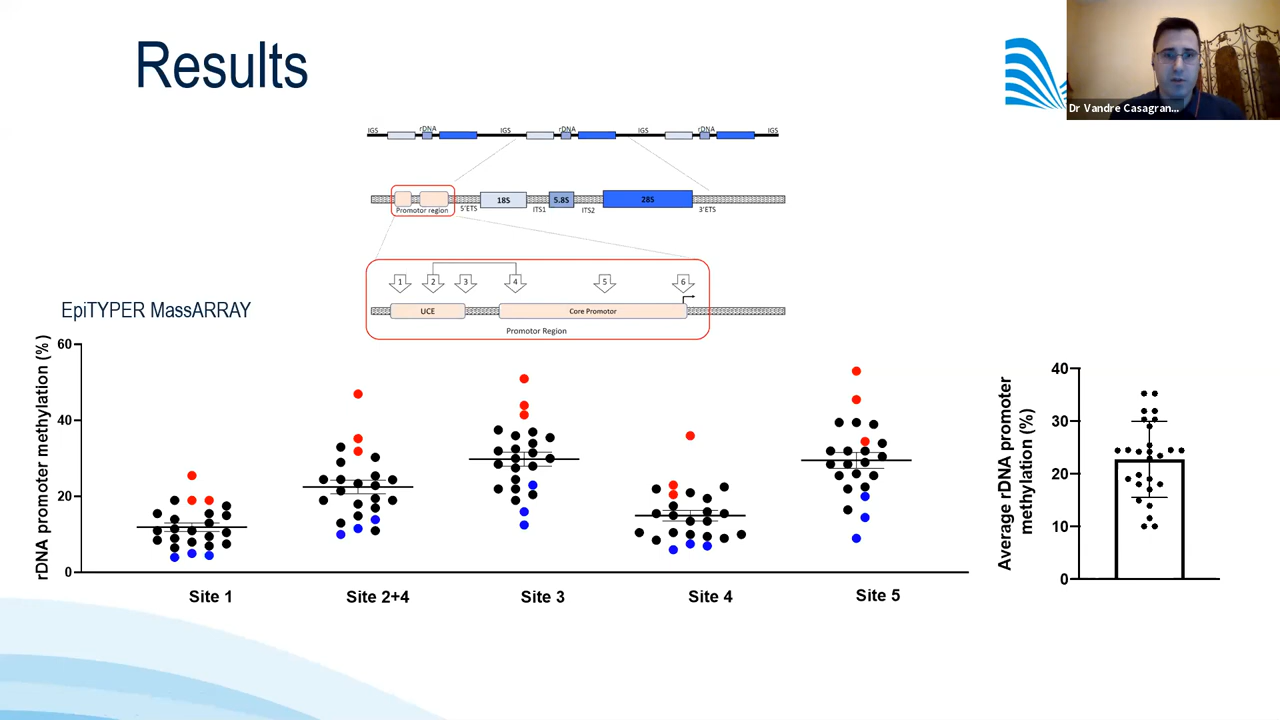 Results
Dr Vandre Casagran...
IGS rDNA IGS rDNA IGS rDNA IGS
18S 5.8S 28S
Promotor region 5'ETS ITS1 ITS2 3'ETS
1 2 3 4 5 6
UCE Core Promotor
Promotor Region
EpiTYPER MassARRAY
rDNA promoter methylation (%)
60
40
20
0
Site 1 Site 2+4 Site 3 Site 4 Site 5
Average rDNA promoter
methylation (%)
40
30
20
10
0